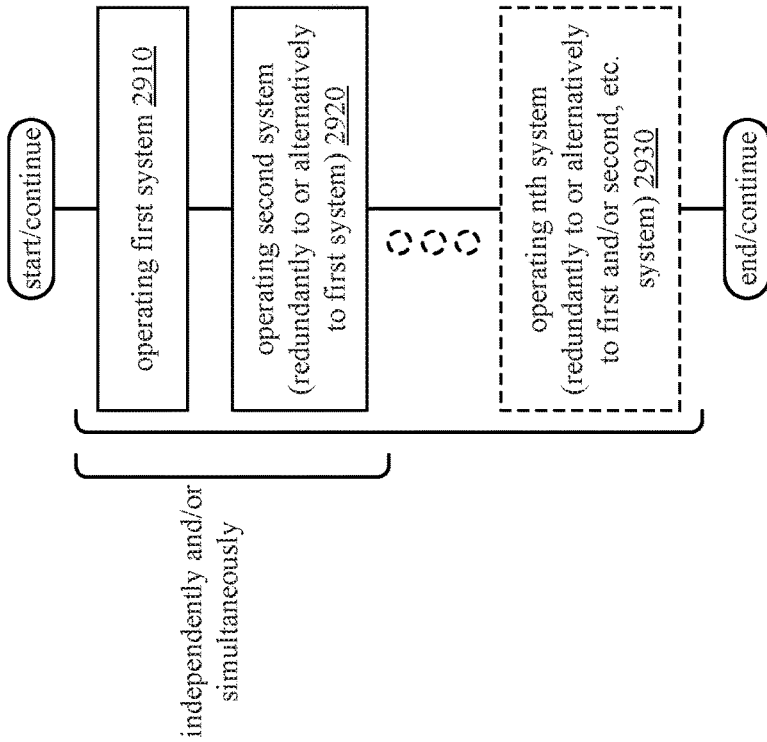 start/continue
operating first system 2910
operating second system
(redundantly to or alternatively
to first system) 2920
operating nth system
(redundantly to or alternatively
to first and/or second, etc.
system) 2930
end/continue
independently and/or
simultaneously